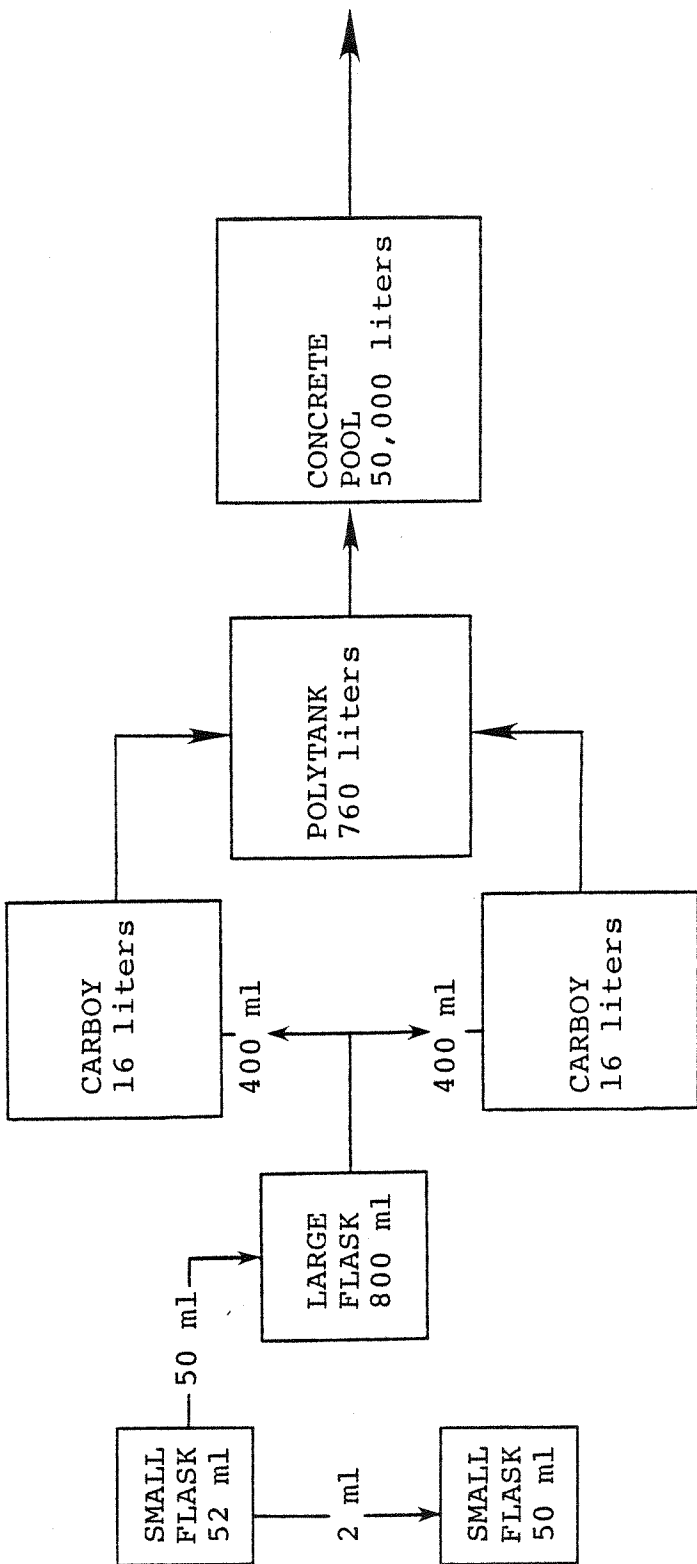 SMALL
FLASK
52 ml
50 ml
2 ml
SMALL
FLASK
50 ml
LARGE
FLASK
800 ml
CARBOY
16 liters
400 ml
400 ml
CARBOY
16 liters
POLYTANK
760 liters
CONCRETE
POOL
50,000 liters